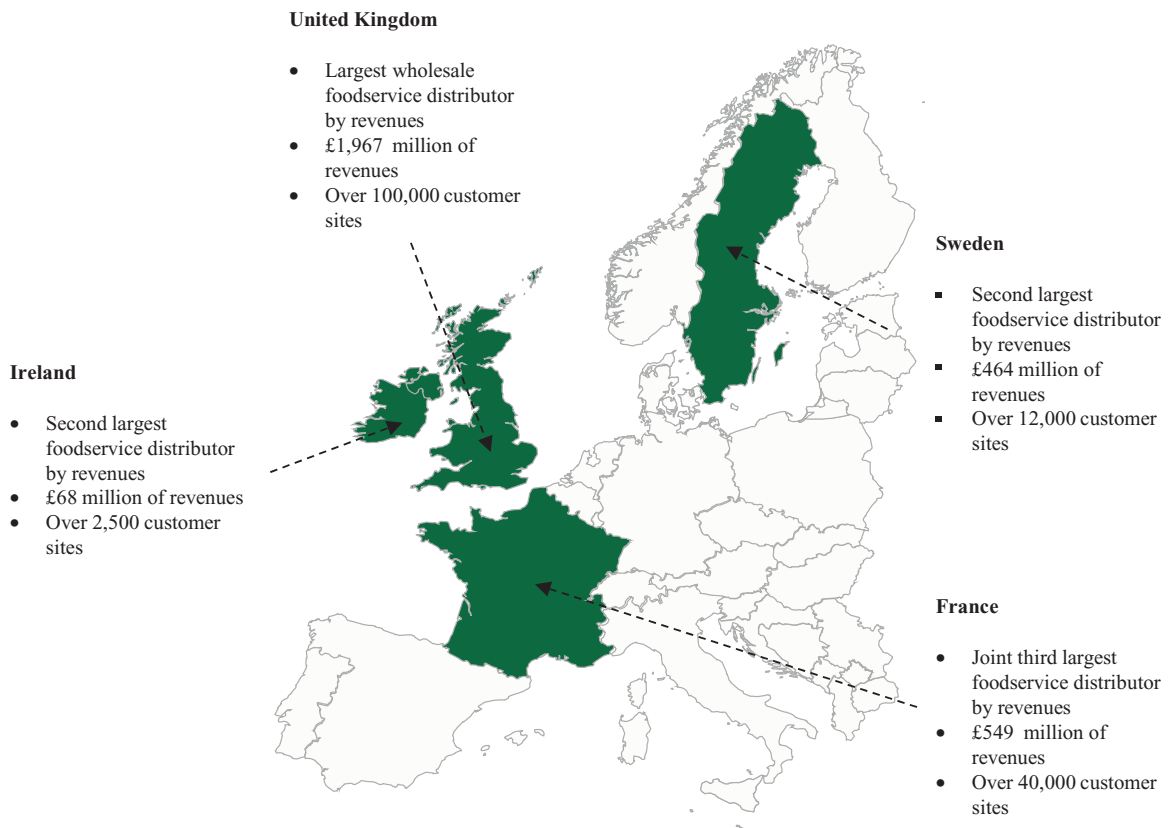 United Kingdom
● Largest wholesale
foodservice distributor
by revenues
● £1,967 million of
revenues
● Over 100,000 customer
sites
Sweden
■ Second largest
foodservice distributor
by revenues
■ £464 million of
revenues
■ Over 12,000 customer
sites
Ireland
● Second largest
foodservice distributor
by revenues
● £68 million of revenues
● Over 2,500 customer
sites
France
● Joint third largest
foodservice distributor
by revenues
● £549 million of
revenues
● Over 40,000 customer
sites